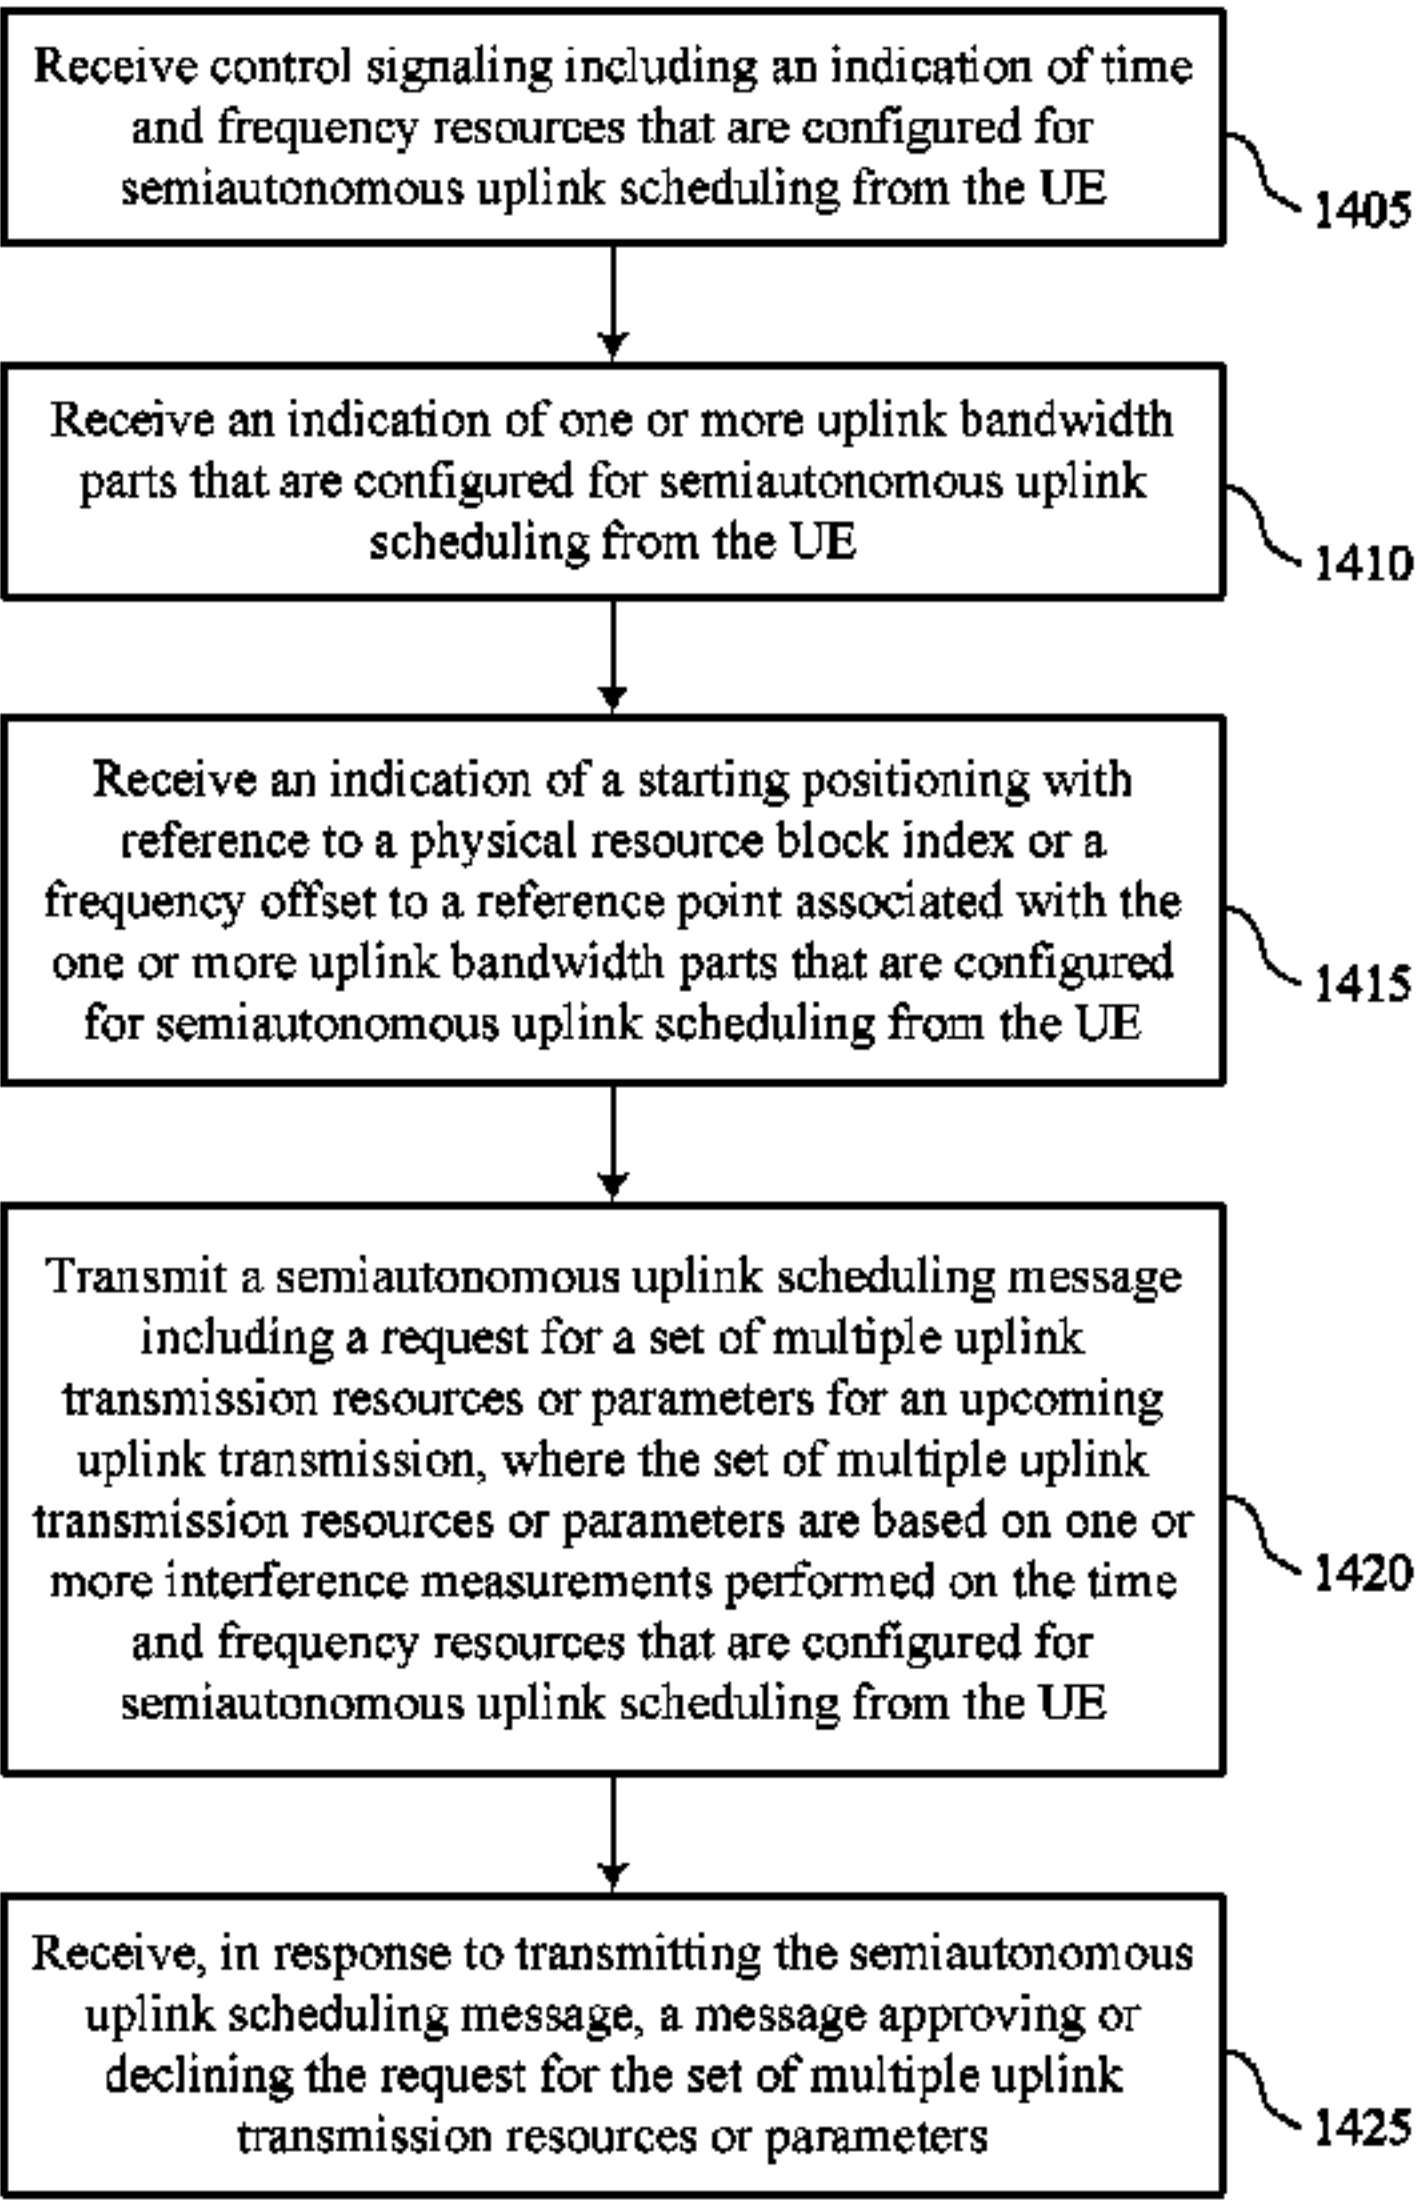 Receive control signaling including an indication of time
and frequency resources that are configured for
semiautonomous uplink scheduling from the UE
1405
Receive an indication of one or more uplink bandwidth
parts that are configured for semiautonomous uplink
scheduling from the UE
1410
Receive an indication of a starting positioning with
reference to a physical resource block index or a
frequency offset to a reference point associated with the
one or more uplink bandwidth parts that are configured
for semiautonomous uplink scheduling from the UE
1415
Transmit a semiautonomous uplink scheduling message
including a request for a set of multiple uplink
transmission resources or parameters for an upcoming
uplink transmission, where the set of multiple uplink
transmission resources or parameters are based on one or
more interference measurements performed on the time
and frequency resources that are configured for
semiautonomous uplink scheduling from the UE
1420
Receive, in response to transmitting the semiautonomous
uplink scheduling message, a message approving or
declining the request for the set of multiple uplink
transmission resources or parameters
1425